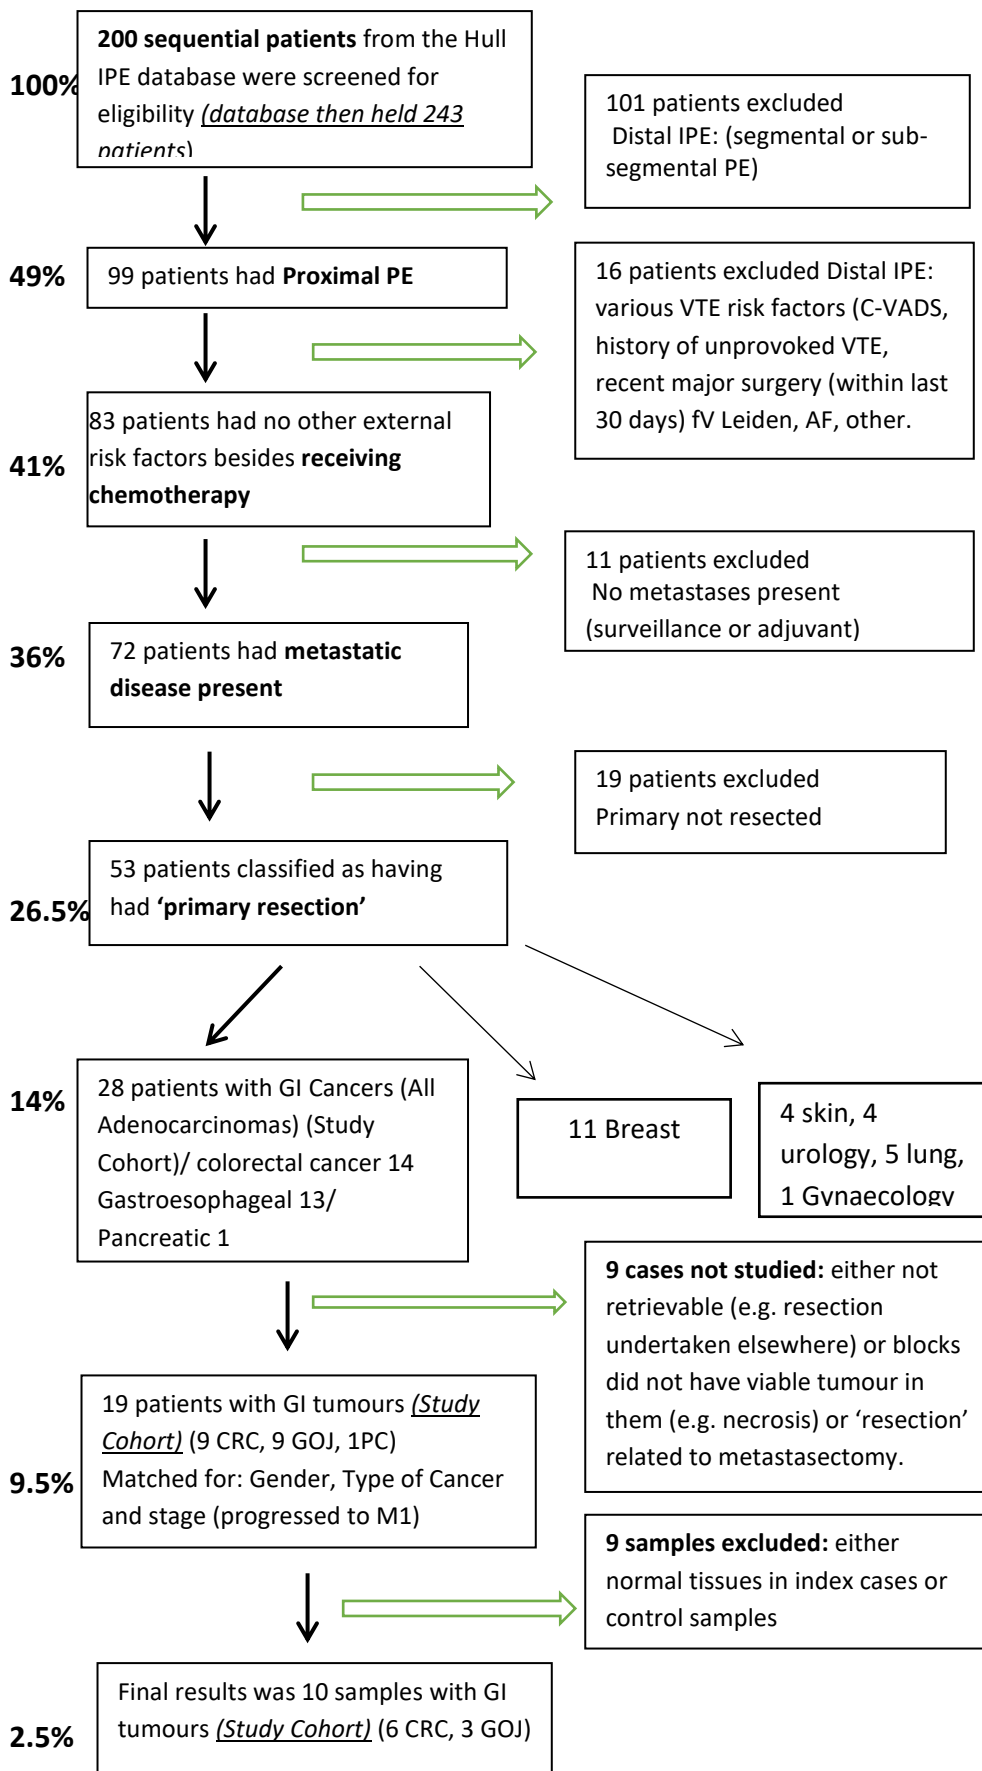 200 sequential patients from the Hull
IPE database were screened for
eligibility (database then held 243
patients)
100%
101 patients excluded
Distal IPE: (segmental or sub-
segmental PE)
49%
99 patients had Proximal PE
16 patients excluded Distal IPE:
various VTE risk factors (C-VADS,
history of unprovoked VTE,
recent major surgery (within last
30 days) fV Leiden, AF, other.
83 patients had no other external
risk factors besides receiving
chemotherapy
41%
11 patients excluded
No metastases present
(surveillance or adjuvant)
36%
72 patients had metastatic
disease present
19 patients excluded
Primary not resected
53 patients classified as having
had ‘primary resection’
26.5%
14%
28 patients with GI Cancers (All
Adenocarcinomas) (Study
Cohort)/ colorectal cancer 14
Gastroesophageal 13/
Pancreatic 1
11 Breast
4 skin, 4
urology, 5 lung,
1 Gynaecology
9 cases not studied: either not
retrievable (e.g. resection
undertaken elsewhere) or blocks
did not have viable tumour in
them (e.g. necrosis) or ‘resection’
related to metastasectomy.
19 patients with GI tumours (Study
Cohort) (9 CRC, 9 GOJ, 1PC)
Matched for: Gender, Type of Cancer
and stage (progressed to M1)
9.5%
9 samples excluded: either
normal tissues in index cases or
control samples
Final results was 10 samples with GI
tumours (Study Cohort) (6 CRC, 3 GOJ)
2.5%